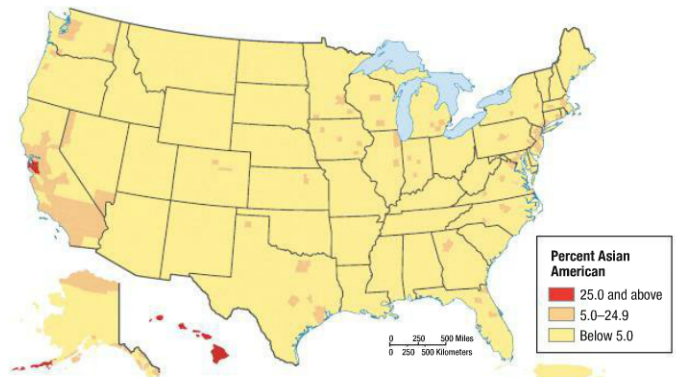 Percent Asian
American
25.0 and above
5.0–24.9
Below 5.0
0 250 500 Miles
0 250 500 Kilometers